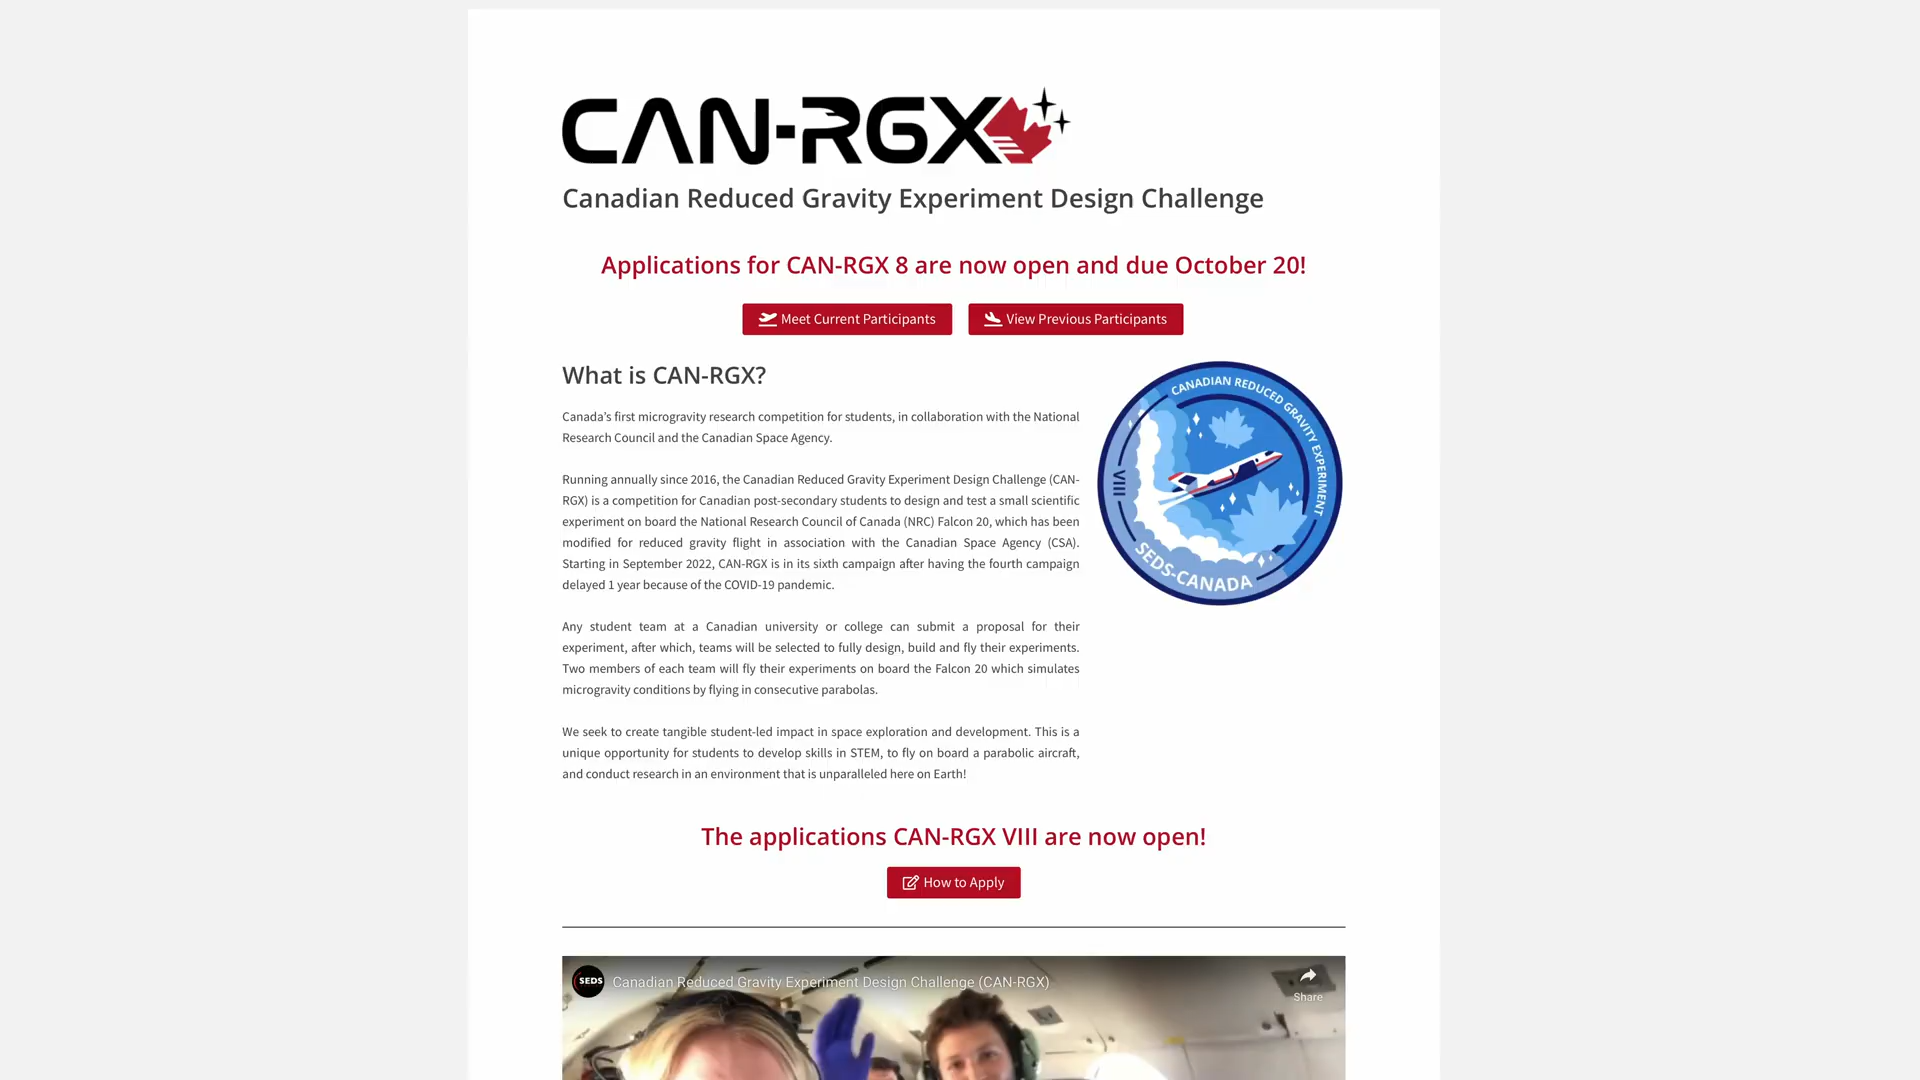 CAN-RGX
Canadian Reduced Gravity Experiment Design Challenge
Applications for CAN-RGX 8 are now open and due October 20!
Meet Current Participants
View Previous Participants
What is CAN-RGX?
Canada's first microgravity research competition for students, in collaboration with the National
Research Council and the Canadian Space Agency.
Running annually since 2016, the Canadian Reduced Gravity Experiment Design Challenge (CAN-
RGX) is a competition for Canadian post-secondary students to design and test a small scientific
experiment on board the National Research Council of Canada (NRC) Falcon 20, which has been
modified for reduced gravity flight in association with the Canadian Space Agency (CSA).
Starting in September 2022, CAN-RGX is in its sixth campaign after having the fourth campaign
delayed 1 year because of the COVID-19 pandemic.
Any student team at a Canadian university or college can submit a proposal for their
experiment, after which, teams will be selected to fully design, build and fly their experiments.
Two members of each team will fly their experiments on board the Falcon 20 which simulates
microgravity conditions by flying in consecutive parabolas.
We seek to create tangible student-led impact in space exploration and development. This is a
unique opportunity for students to develop skills in STEM, to fly on board a parabolic aircraft,
and conduct research in an environment that is unparalleled here on Earth!
CANADIAN REDUCED GRAVITY EXPERIMENT
VIII
SEDS-CANADA
The applications CAN-RGX VIII are now open!
How to Apply
SEDS
Canadian Reduced Gravity Experiment Design Challenge (CAN-RGX)
Share